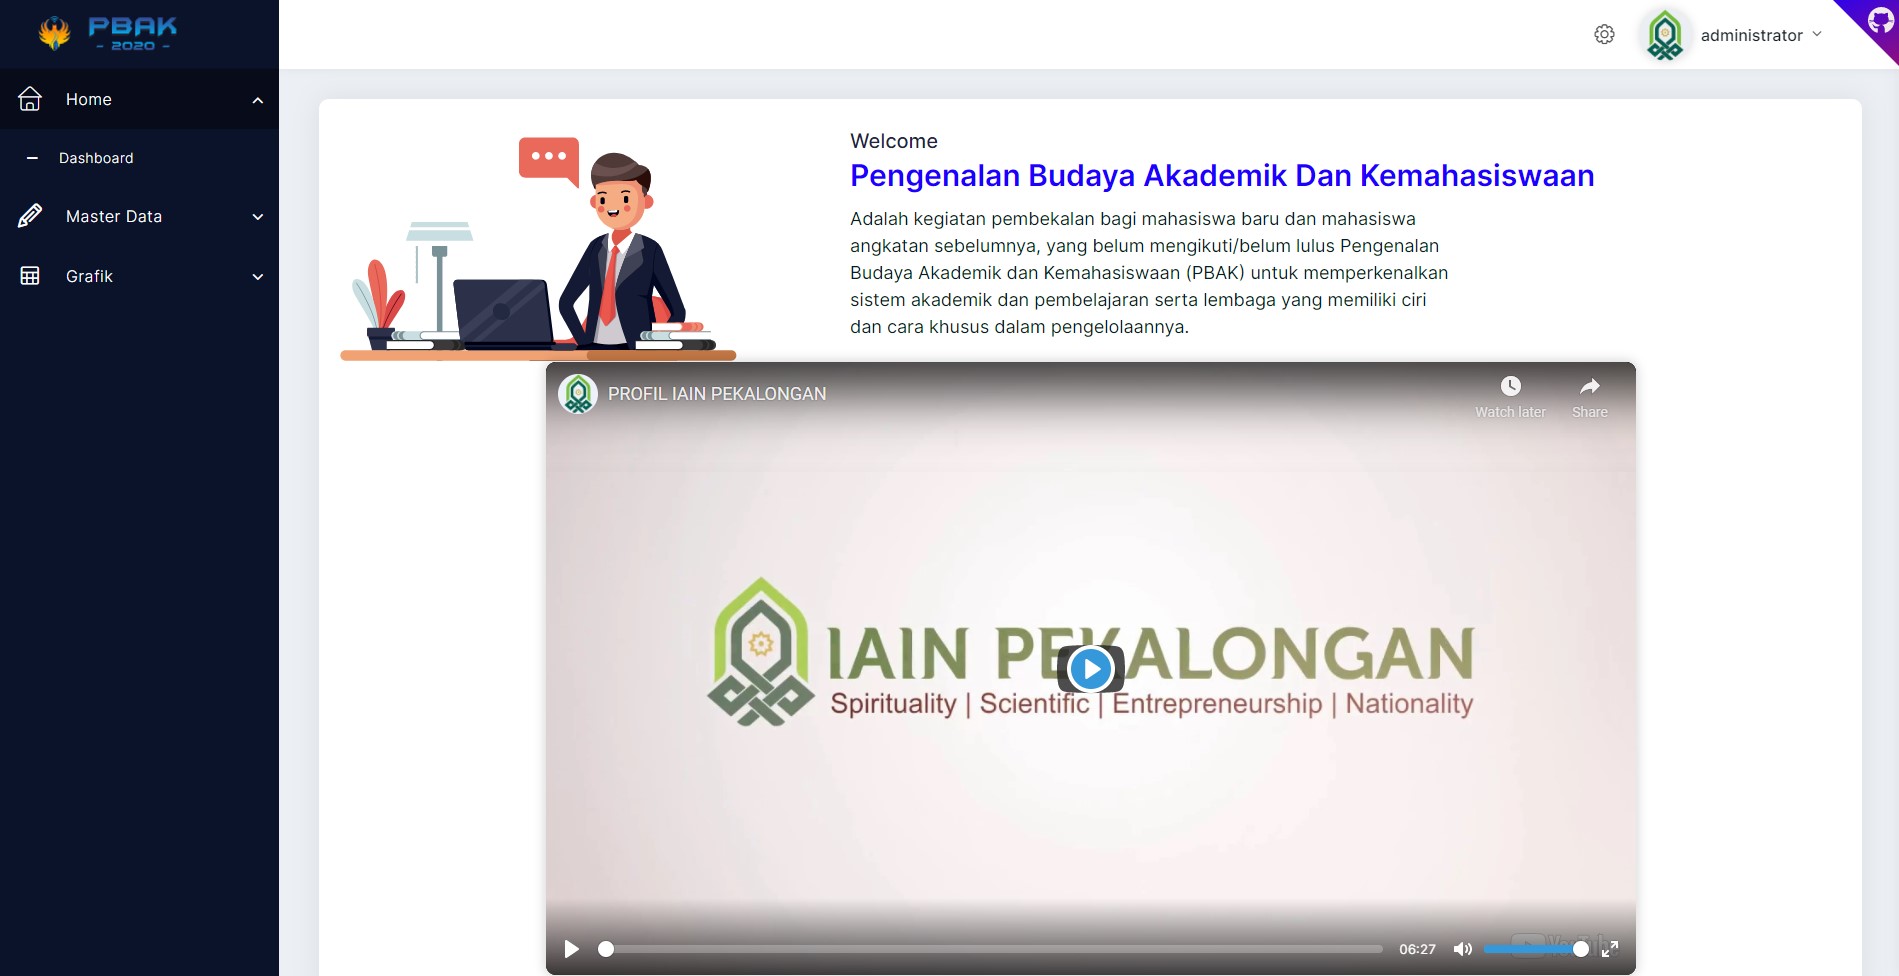 PBAK
- 2020 -
administrator
Home
Dashboard
Master Data
Grafik
Welcome
Pengenalan Budaya Akademik Dan Kemahasiswaan
Adalah kegiatan pembekalan bagi mahasiswa baru dan mahasiswa
angkatan sebelumnya, yang belum mengikuti/belum lulus Pengenalan
Budaya Akademik dan Kemahasiswaan (PBAK) untuk memperkenalkan
sistem akademik dan pembelajaran serta lembaga yang memiliki ciri
dan cara khusus dalam pengelolaannya.
PROFIL IAIN PEKALONGAN
Watch later
Share
IAIN PEKALONGAN
Spirituality | Scientific | Entrepreneurship | Nationality
06:27
YouTube